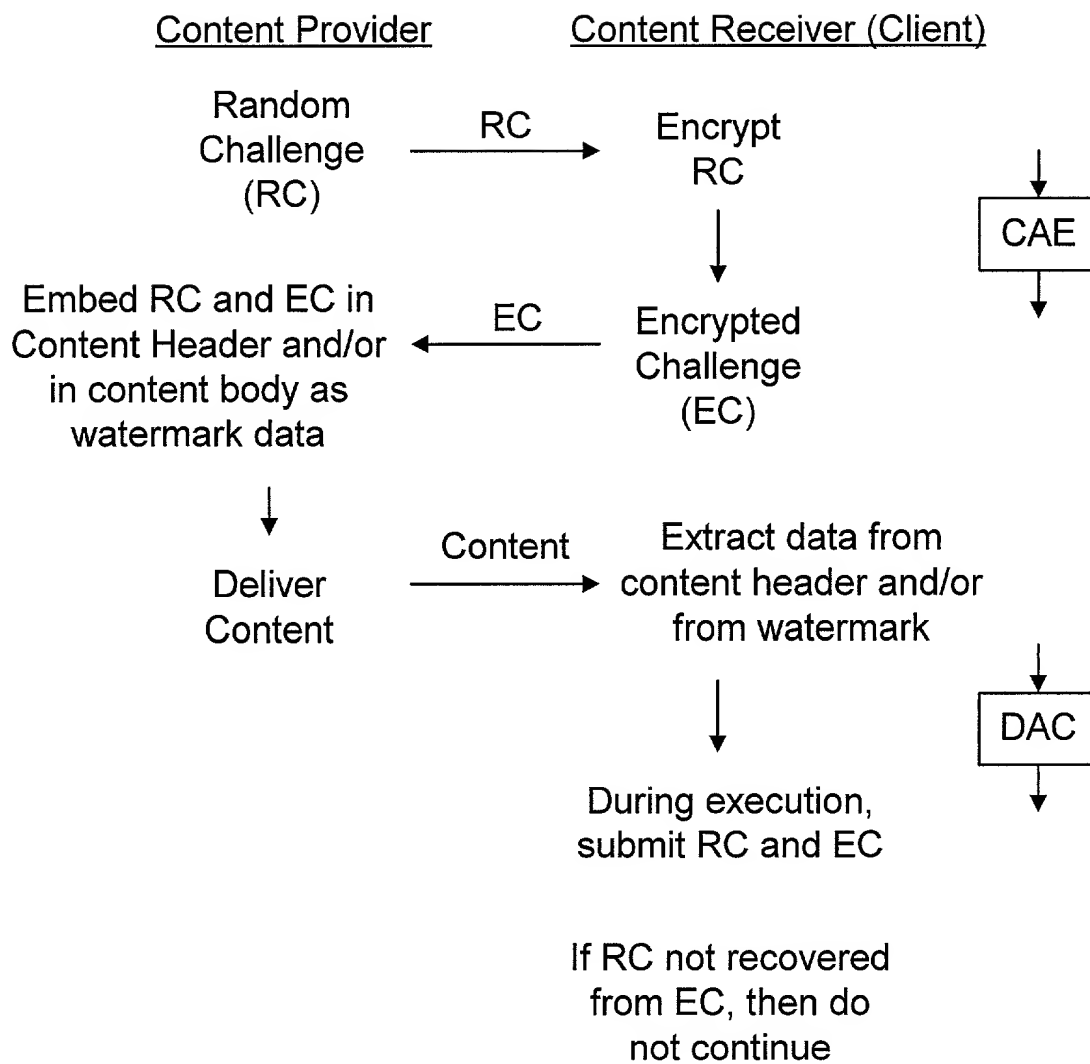 Content Provider
Content Receiver (Client)
Random
Challenge
(RC)
RC
Encrypt
RC
CAE
Embed RC and EC in
Content Header and/or
in content body as
watermark data
EC
Encrypted
Challenge
(EC)
Deliver
Content
Content
Extract data from
content header and/or
from watermark
DAC
During execution,
submit RC and EC
If RC not recovered
from EC, then do
not continue